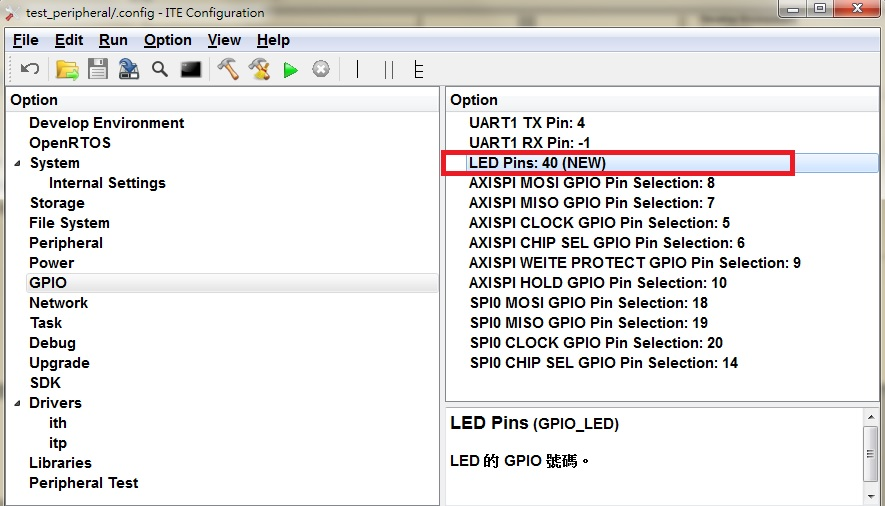 test_peripheral/.config - ITE Configuration
File Edit Run Option View Help
Option
Develop Environment
OpenRTOS
System
Internal Settings
Storage
File System
Peripheral
Power
GPIO
Network
Task
Debug
Upgrade
SDK
Drivers
ith
itp
Libraries
Peripheral Test
Option
UART1 TX Pin: 4
UART1 RX Pin: -1
LED Pins: 40 (NEW)
AXISPI MOSI GPIO Pin Selection: 8
AXISPI MISO GPIO Pin Selection: 7
AXISPI CLOCK GPIO Pin Selection: 5
AXISPI CHIP SEL GPIO Pin Selection: 6
AXISPI WEITE PROTECT GPIO Pin Selection: 9
AXISPI HOLD GPIO Pin Selection: 10
SPI0 MOSI GPIO Pin Selection: 18
SPI0 MISO GPIO Pin Selection: 19
SPI0 CLOCK GPIO Pin Selection: 20
SPI0 CHIP SEL GPIO Pin Selection: 14
LED Pins (GPIO_LED)
LED 的 GPIO 號碼。